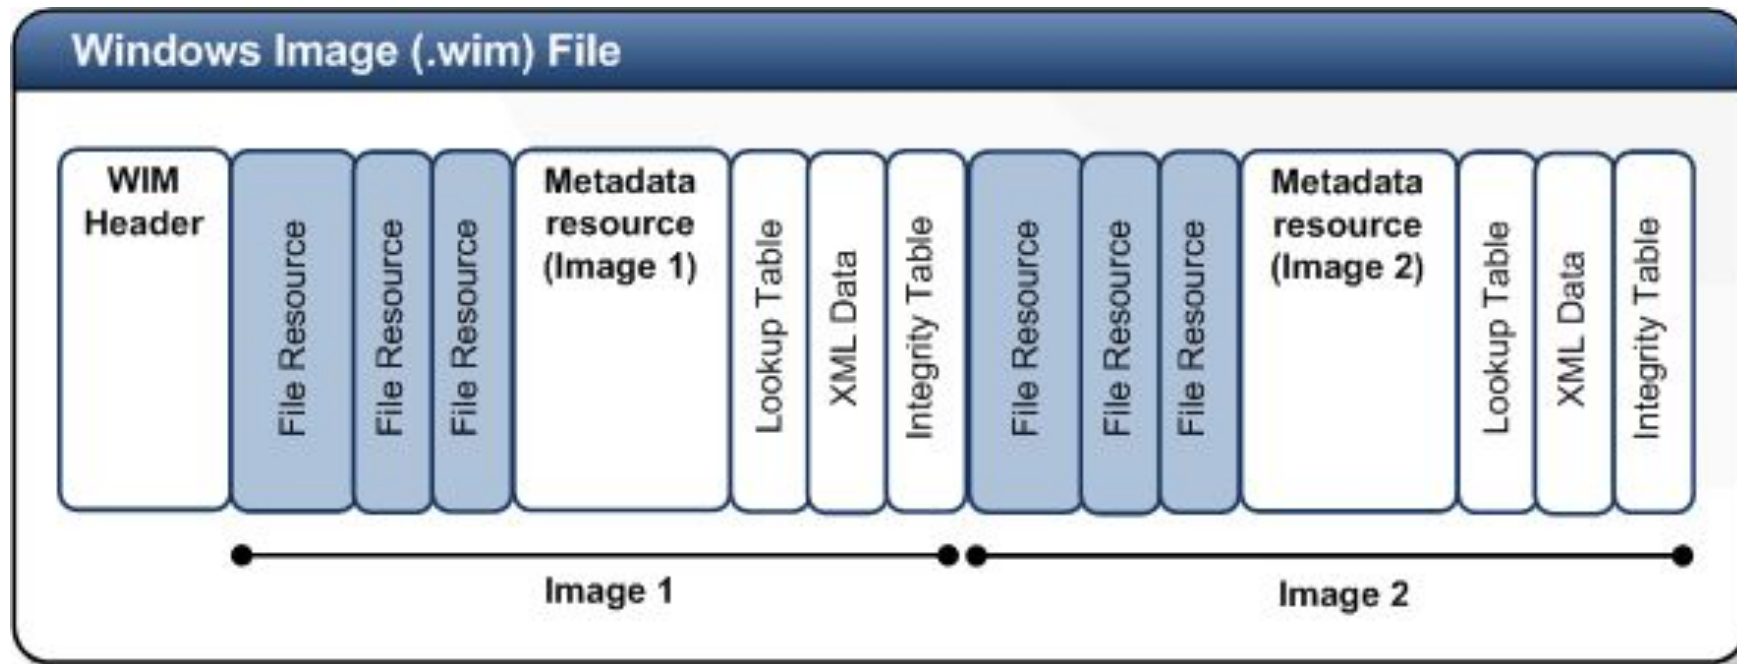 Windows Image (.wim) File
WIM
Header
File Resource
File Resource
File Resource
Metadata
resource
(Image 1)
Lookup Table
XML Data
Integrity Table
File Resource
File Resource
File Resource
Metadata
resource
(Image 2)
Lookup Table
XML Data
Integrity Table
Image 1
Image 2